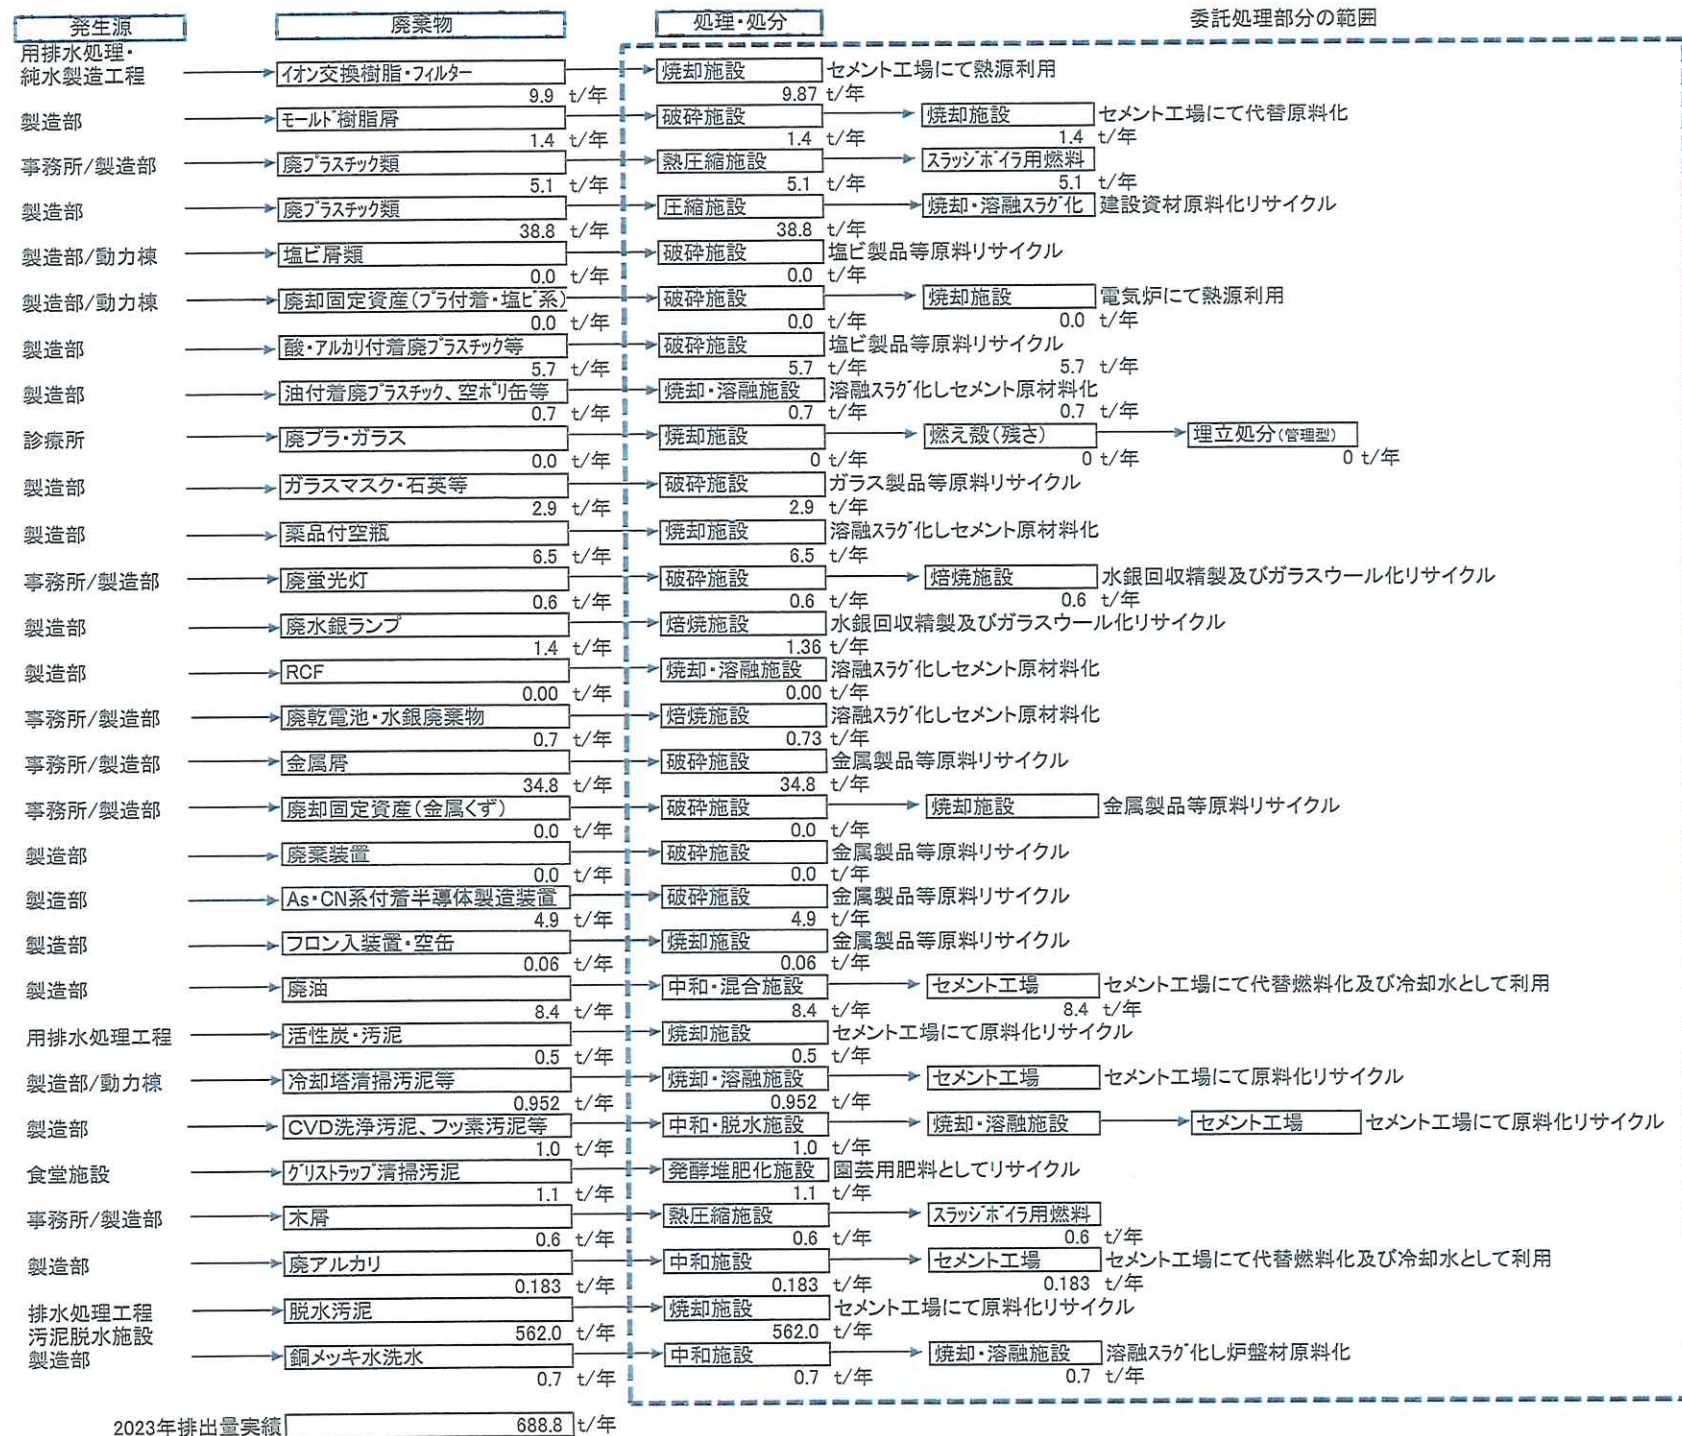 発生源 廃棄物 処理・処分 委託処理部分の範囲
用排水処理・
純水製造工程 イオン交換樹脂・フィルター 焼却施設 セメント工場にて熱源利用
9.9 t/年 9.87 t/年
製造部 モールド樹脂屑 破砕施設 焼却施設 セメント工場にて代替原料化
1.4 t/年 1.4 t/年 1.4 t/年
事務所/製造部 廃プラスチック類 熱圧縮施設 スラッジボイラ用燃料
5.1 t/年 5.1 t/年 5.1 t/年
製造部 廃プラスチック類 圧縮施設 焼却・溶融スラグ化 建設資材原料化リサイクル
38.8 t/年 38.8 t/年
製造部/動力棟 塩ビ屑類 破砕施設 塩ビ製品等原料リサイクル
0.0 t/年 0.0 t/年
製造部/動力棟 廃却固定資産(プラ付着・塩ビ系) 破砕施設 焼却施設 電気炉にて熱源利用
0.0 t/年 0.0 t/年 0.0 t/年
製造部 酸・アルカリ付着廃プラスチック等 破砕施設 塩ビ製品等原料リサイクル
5.7 t/年 5.7 t/年 5.7 t/年
製造部 油付着廃プラスチック、空ポリ缶等 焼却・溶融施設 溶融スラグ化しセメント原材料化
0.7 t/年 0.7 t/年 0.7 t/年
診療所 廃プラ・ガラス 焼却施設 燃え殻(残さ) 埋立処分(管理型)
0.0 t/年 0 t/年 0 t/年 0 t/年
製造部 ガラスマスク・石英等 破砕施設 ガラス製品等原料リサイクル
2.9 t/年 2.9 t/年
製造部 薬品付空瓶 焼却施設 溶融スラグ化しセメント原材料化
6.5 t/年 6.5 t/年
事務所/製造部 廃蛍光灯 破砕施設 焙焼施設 水銀回収精製及びガラスウール化リサイクル
0.6 t/年 0.6 t/年 0.6 t/年
製造部 廃水銀ランプ 焙焼施設 水銀回収精製及びガラスウール化リサイクル
1.4 t/年 1.36 t/年
製造部 RCF 焼却・溶融施設 溶融スラグ化しセメント原材料化
0.00 t/年 0.00 t/年
事務所/製造部 廃乾電池・水銀廃棄物 焙焼施設 溶融スラグ化しセメント原材料化
0.7 t/年 0.73 t/年
事務所/製造部 金属屑 破砕施設 金属製品等原料リサイクル
34.8 t/年 34.8 t/年
事務所/製造部 廃却固定資産(金属くず) 破砕施設 焼却施設 金属製品等原料リサイクル
0.0 t/年 0.0 t/年
製造部 廃棄装置 破砕施設 金属製品等原料リサイクル
0.0 t/年 0.0 t/年
製造部 As・CN系付着半導体製造装置 破砕施設 金属製品等原料リサイクル
4.9 t/年 4.9 t/年
製造部 フロン入装置・空缶 焼却施設 金属製品等原料リサイクル
0.06 t/年 0.06 t/年
製造部 廃油 中和・混合施設 セメント工場 セメント工場にて代替燃料化及び冷却水として利用
8.4 t/年 8.4 t/年 8.4 t/年
用排水処理工程 活性炭・汚泥 焼却施設 セメント工場にて原料化リサイクル
0.5 t/年 0.5 t/年
製造部/動力棟 冷却塔清掃汚泥等 焼却・溶融施設 セメント工場 セメント工場にて原料化リサイクル
0.952 t/年 0.952 t/年
製造部 CVD洗浄汚泥、フッ素汚泥等 中和・脱水施設 焼却・溶融施設 セメント工場 セメント工場にて原料化リサイクル
1.0 t/年 1.0 t/年
食堂施設 グリストラップ清掃汚泥 発酵堆肥化施設 園芸用肥料としてリサイクル
1.1 t/年 1.1 t/年
事務所/製造部 木屑 熱圧縮施設 スラッジボイラ用燃料
0.6 t/年 0.6 t/年 0.6 t/年
製造部 廃アルカリ 中和施設 セメント工場 セメント工場にて代替燃料化及び冷却水として利用
0.183 t/年 0.183 t/年 0.183 t/年
排水処理工程 脱水汚泥 焼却施設 セメント工場にて原料化リサイクル
汚泥脱水施設 562.0 t/年 562.0 t/年
製造部 銅メッキ水洗水 中和施設 焼却・溶融施設 溶融スラグ化し炉盤材原料化
0.7 t/年 0.7 t/年 0.7 t/年
2023年排出量実績 688.8 t/年